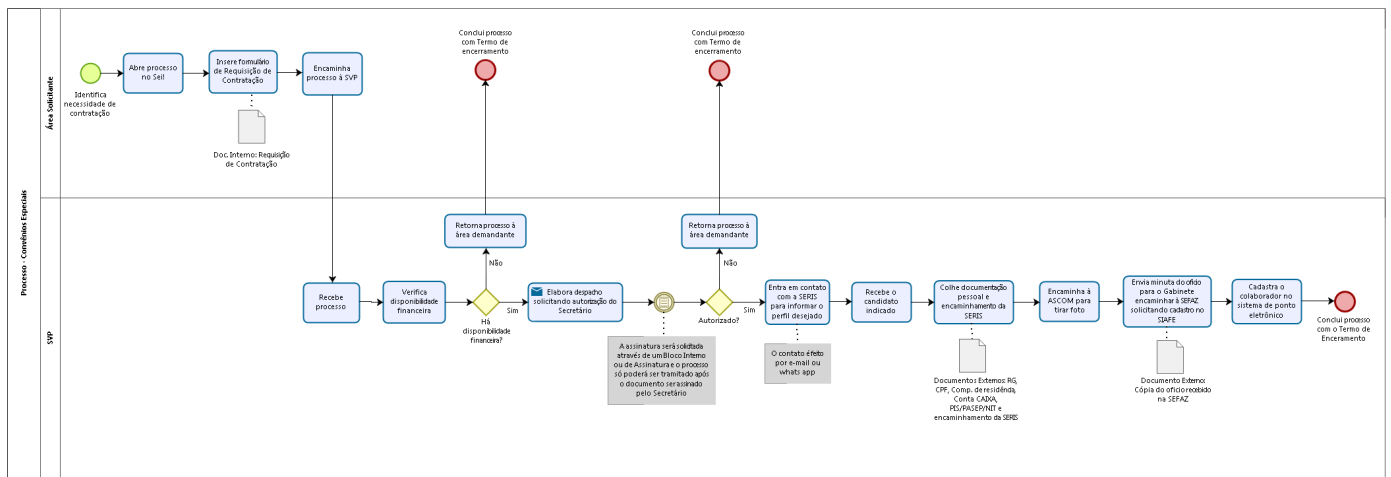 Processo - Convênios Especiais
Área Solicitante
Identifica
necessidade de
contratação
Abre processo
no Sei!
Insere formulário
de Requisição de
Contratação
Doc. Interno: Requisição
de Contratação
Encaminha
processo à SVP
Conclui processo
com Termo de
encerramento
Conclui processo
com Termo de
encerramento
SVP
Recebe
processo
Verifica
disponibilidade
financeira
Há
disponibilidade
financeira?
Não
Retorna processo à
área demandante
Sim
Elabora despacho
solicitando autorização do
Secretário
A assinatura será solicitada
através de um Bloco Interno
ou de Assinatura e o processo
só poderá ser tramitado após
o documento ser assinado
pelo Secretário
Autorizado?
Não
Retorna processo à
área demandante
Sim
Entra em contato
com a SERIS
para informar o
perfil desejado
O contato é feito
por e-mail ou
whats app
Recebe o
candidato
indicado
Colhe documentação
pessoal e
encaminhamento da
SERIS
Documentos Externos: RG,
CPF, Comp. de residência,
Conta CAIXA,
PIS/PASEP/NIT e
encaminhamento da SERIS
Encaminha à
ASCOM para
tirar foto
Envia minuta do ofício
para o Gabinete
encaminhar à SEFAZ
solicitando cadastro no
SIAFE
Documento Externo:
Cópia do ofício recebido
na SEFAZ
Cadastra o
colaborador no
sistema de ponto
eletrônico
Conclui processo
com o Termo de
Enceramento